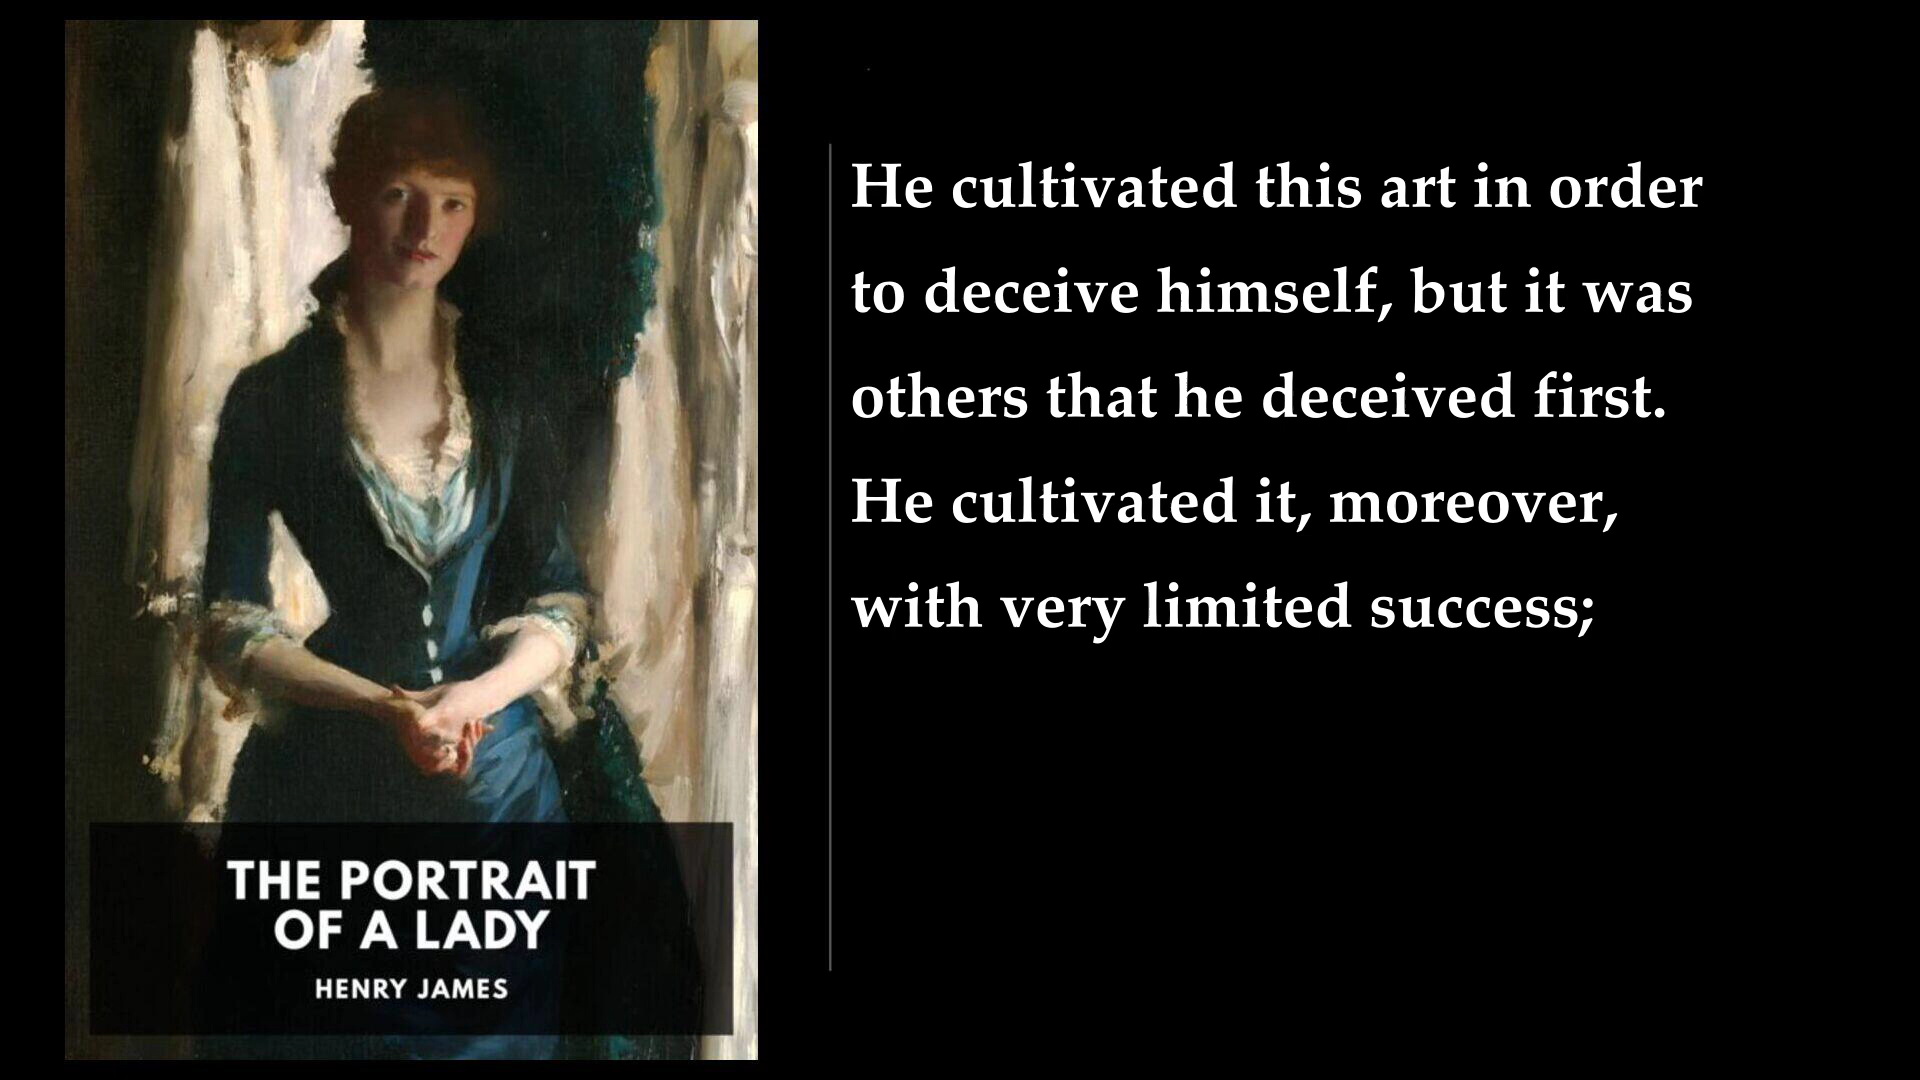 THE PORTRAIT
OF A LADY
HENRY JAMES
He cultivated this art in order
to deceive himself, but it was
others that he deceived first.
He cultivated it, moreover,
with very limited success;